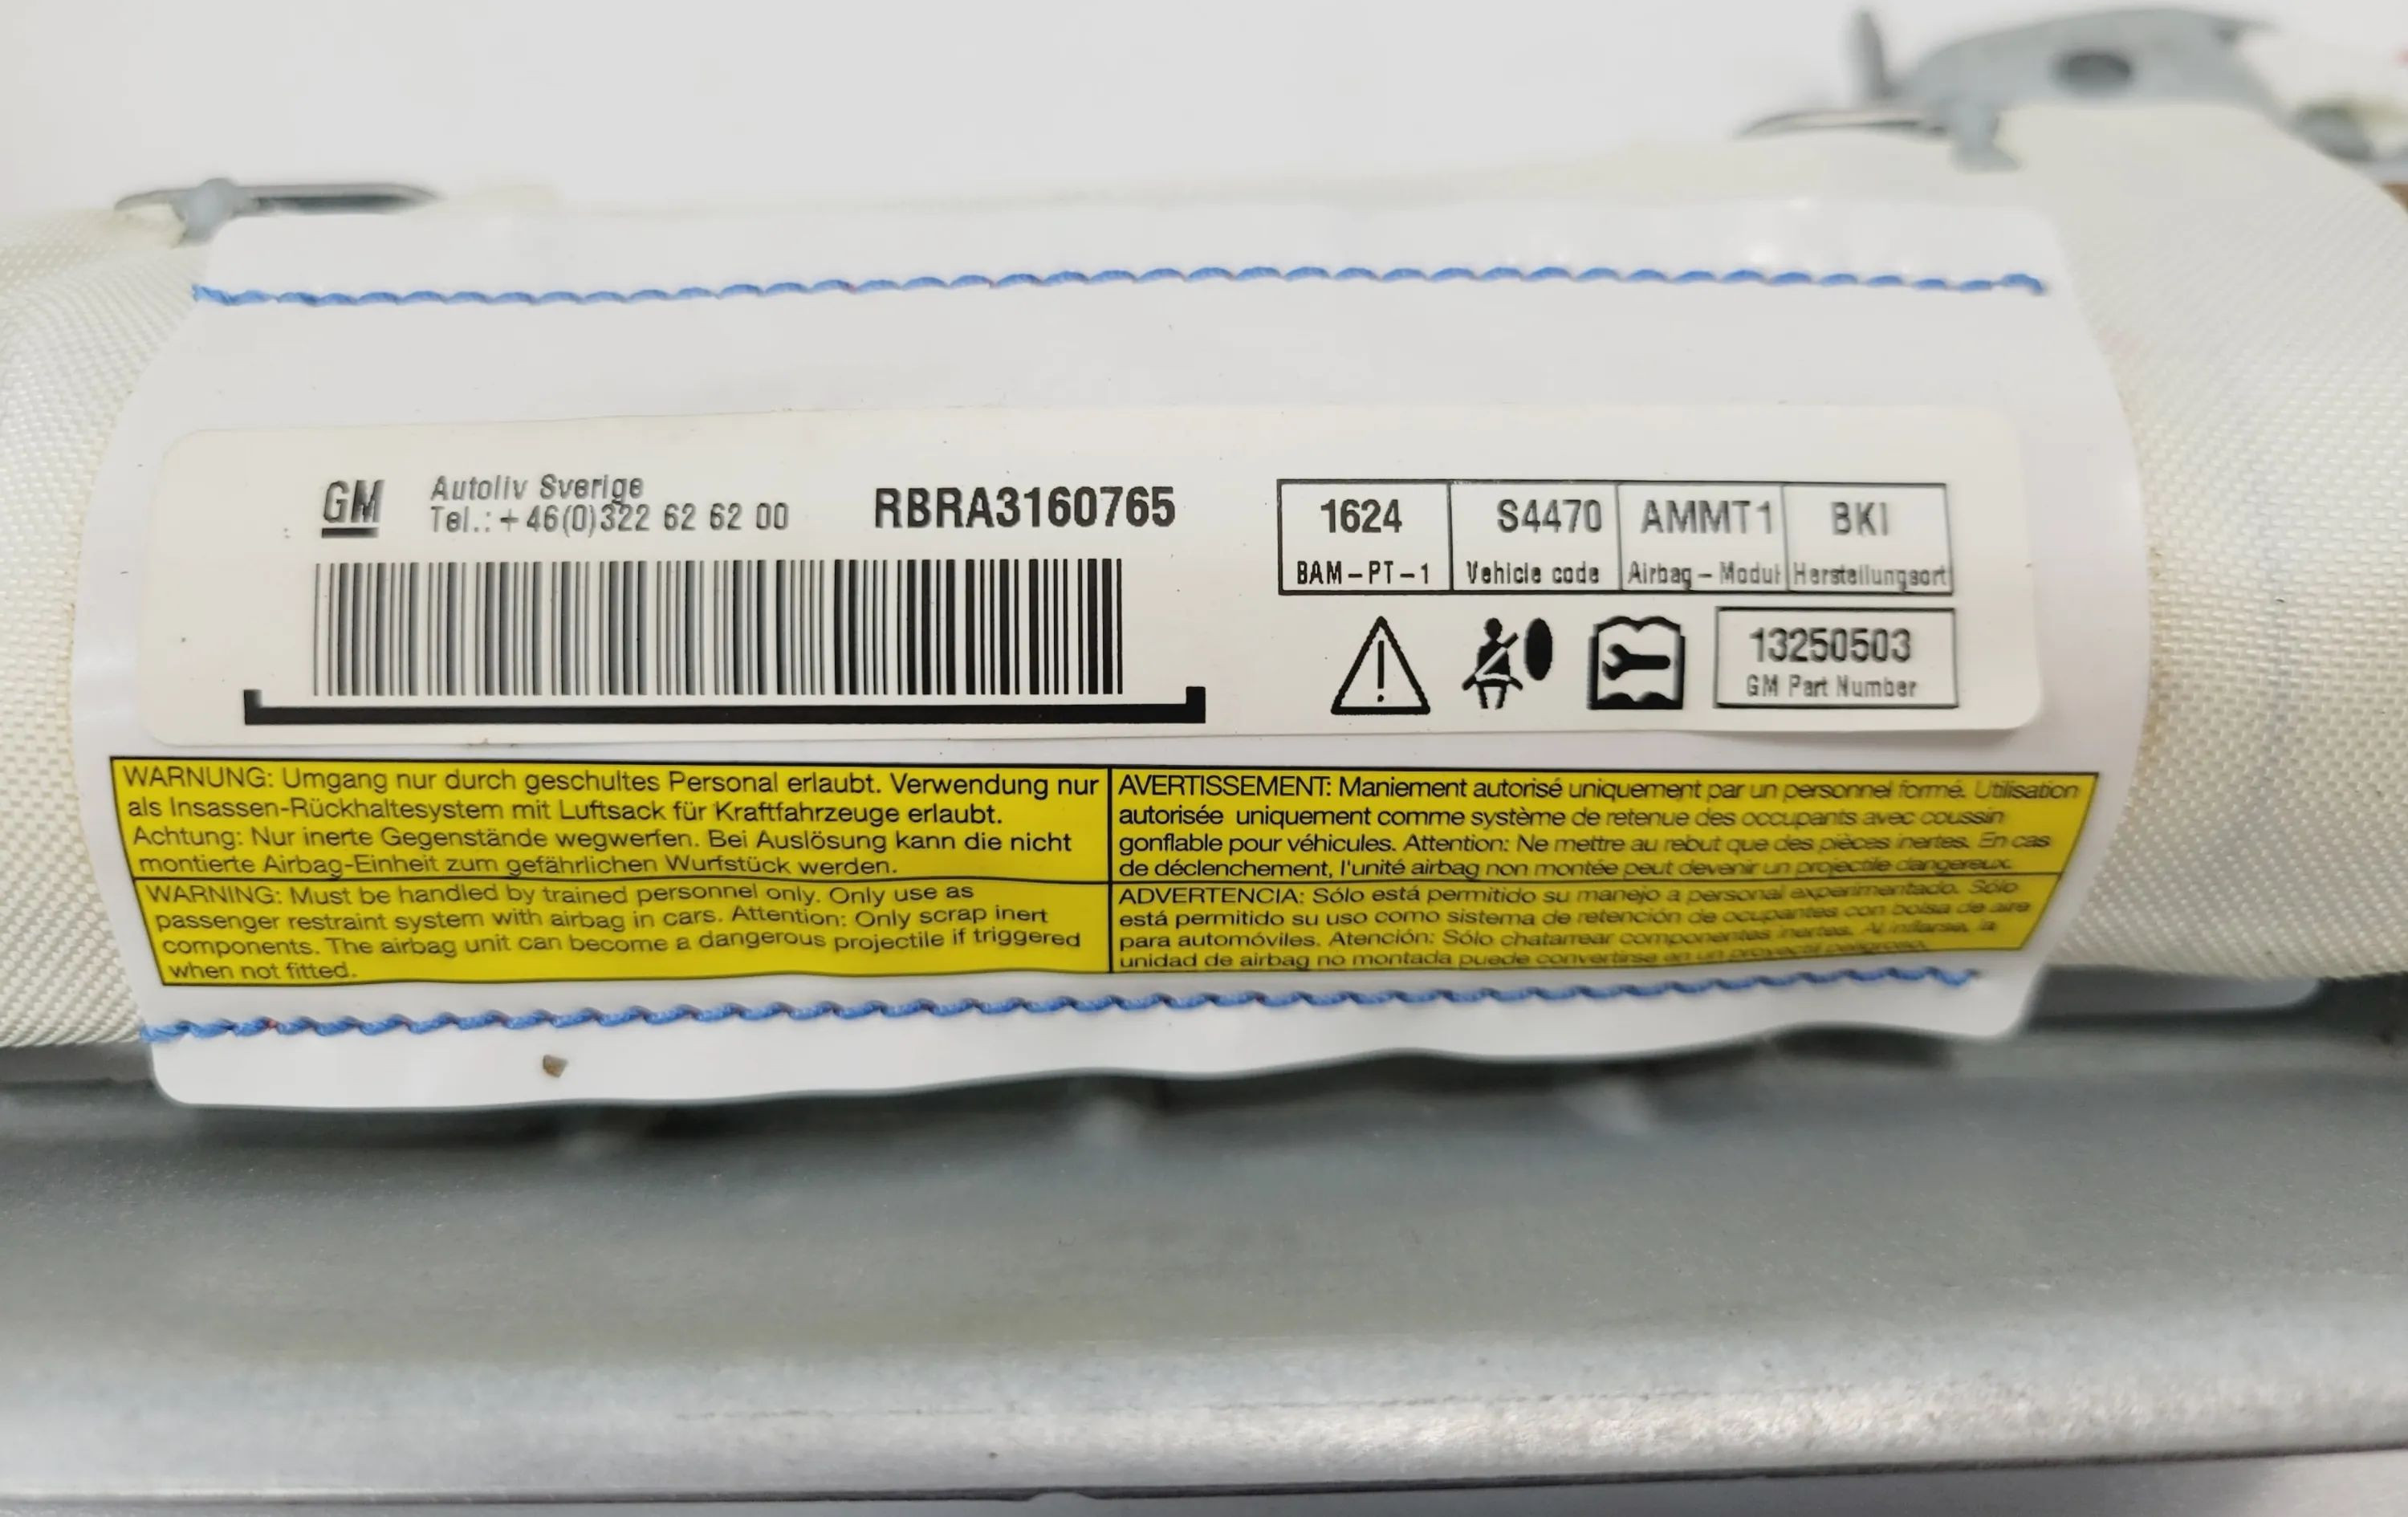 GM
Autoliv Sverige
Tel.: +46(0)322 62 62 00
RBRA3160765
1624 S4470 AMMT1 BKI
BAM-PT-1 Vehicle code Airbag-Modul Herstellungsort
13250503
GM Part Number
WARNUNG: Umgang nur durch geschultes Personal erlaubt. Verwendung nur
als Insassen-Rückhaltesystem mit Luftsack für Kraftfahrzeuge erlaubt.
Achtung: Nur inerte Gegenstände wegwerfen. Bei Auslösung kann die nicht
montierte Airbag-Einheit zum gefährlichen Wurfstück werden.
AVERTISSEMENT: Maniement autorisé uniquement par un personnel formé. Utilisation
autorisée uniquement comme système de retenue des occupants avec coussin
gonflable pour véhicules. Attention: Ne mettre au rebut que des pièces inertes. En cas
de déclenchement, l'unité airbag non montée peut devenir un projectile dangereux.
WARNING: Must be handled by trained personnel only. Only use as
passenger restraint system with airbag in cars. Attention: Only scrap inert
components. The airbag unit can become a dangerous projectile if triggered
when not fitted.
ADVERTENCIA: Sólo está permitido su manejo a personal experimentado. Sólo
está permitido su uso como sistema de retención de ocupantes con bolsa de aire
para automóviles. Atención: Sólo chatarrear componentes inertes. Al inflarse, la
unidad de airbag no montada puede convertirse en un proyectil peligroso.